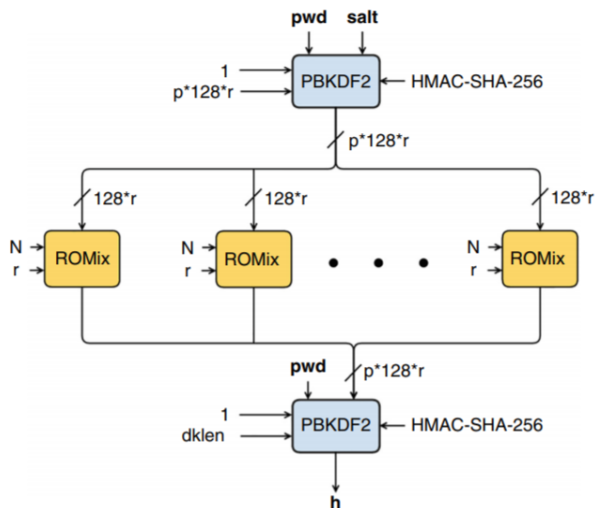 pwd salt
1
PBKDF2
HMAC-SHA-256
p*128*r
p*128*r
128*r 128*r 128*r
N ROMix N ROMix N ROMix
r r r
pwd
p*128*r
1
PBKDF2
HMAC-SHA-256
dklen
h